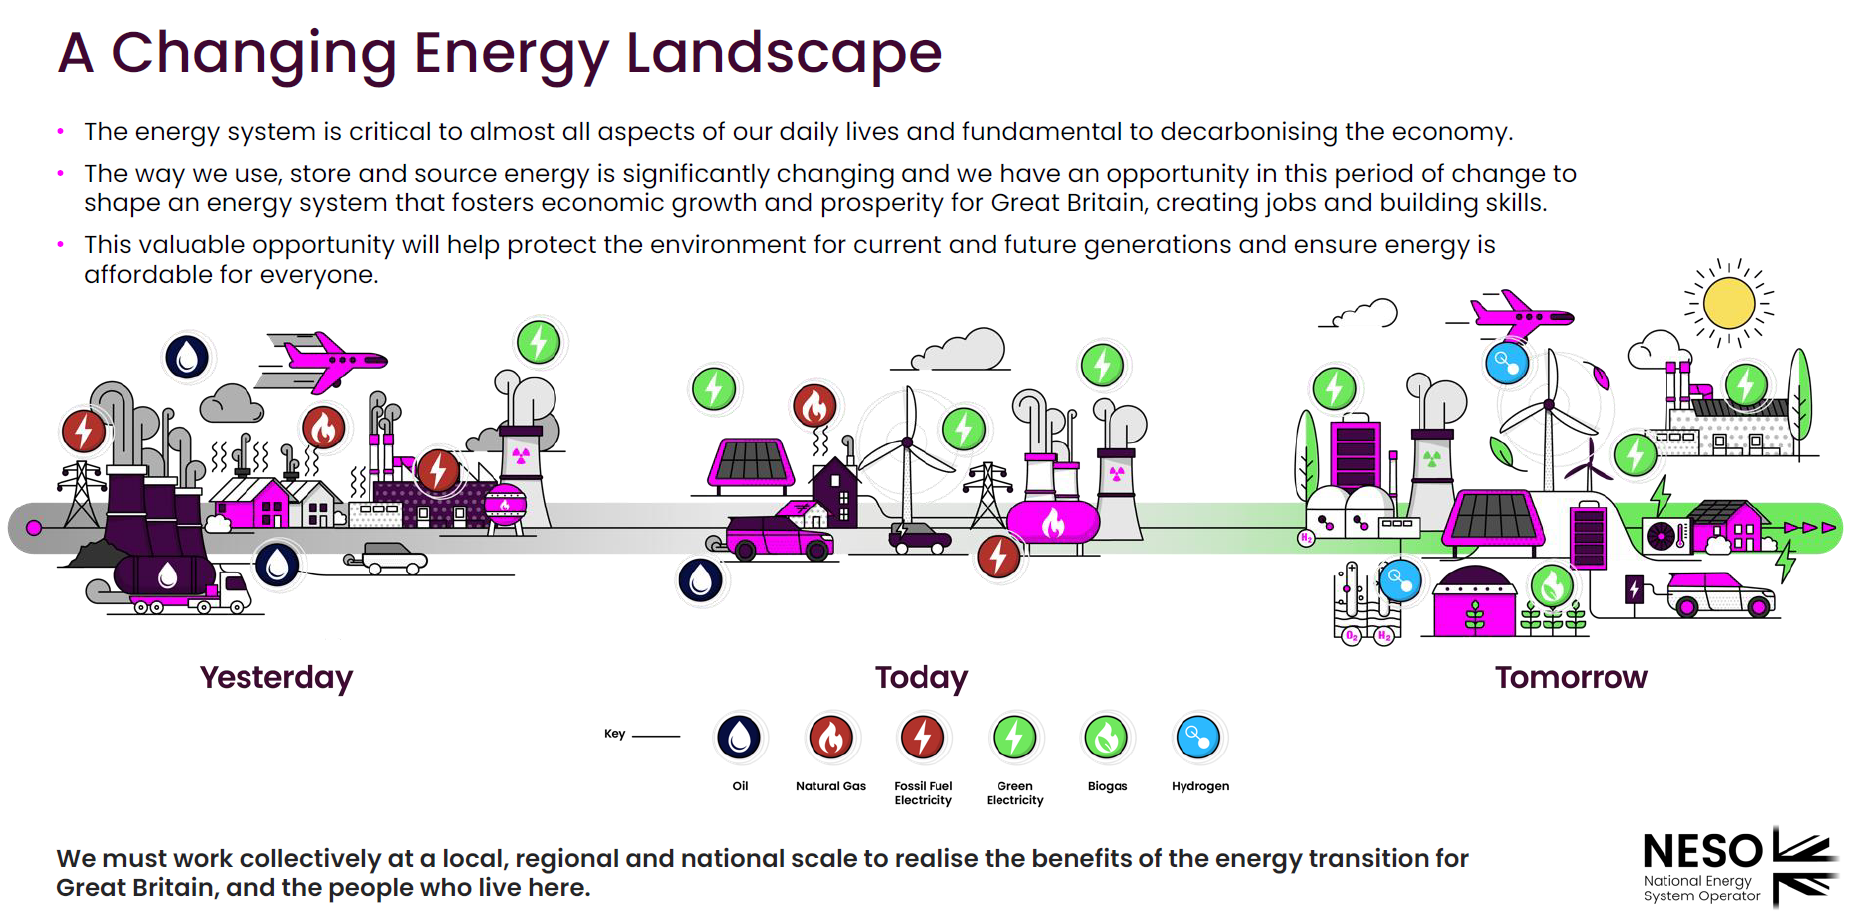 A Changing Energy Landscape
• The energy system is critical to almost all aspects of our daily lives and fundamental to decarbonising the economy.
• The way we use, store and source energy is significantly changing and we have an opportunity in this period of change to
shape an energy system that fosters economic growth and prosperity for Great Britain, creating jobs and building skills.
• This valuable opportunity will help protect the environment for current and future generations and ensure energy is
affordable for everyone.
H₂
O₂ H₂
Yesterday
Today
Tomorrow
Key
Oil
Natural Gas
Fossil Fuel
Electricity
Green
Electricity
Biogas
Hydrogen
We must work collectively at a local, regional and national scale to realise the benefits of the energy transition for
Great Britain, and the people who live here.
NESO
National Energy
System Operator